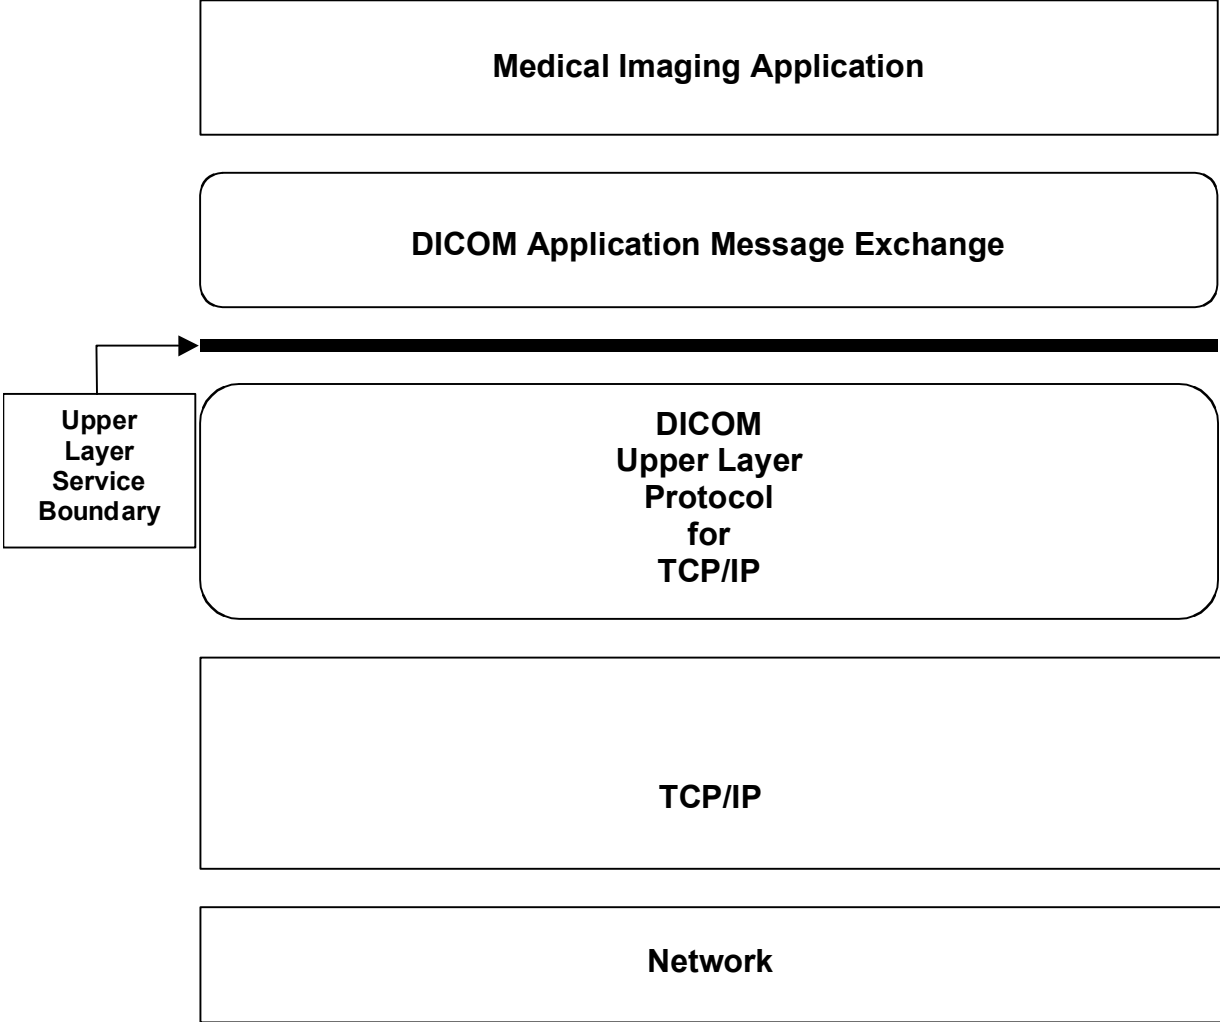 Medical Imaging Application
DICOM Application Message Exchange
Upper
Layer
Service
Boundary
DICOM
Upper Layer
Protocol
for
TCP/IP
TCP/IP
Network